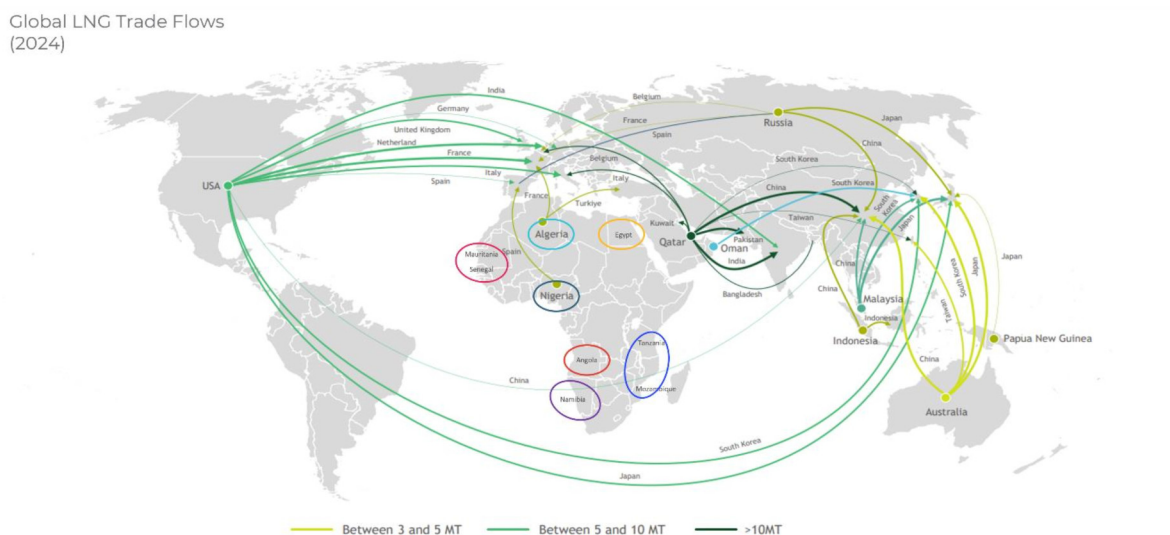 Global LNG Trade Flows
(2024)
India
Germany
United Kingdom
Netherland
France
Italy
Spain
USA
Belgium
France
Spain
Russia
Japan
China
South Korea
Belgium
Italy
France
Turkiye
China
South Korea
South Korea
Taiwan
Japan
Kuwait
Qatar
Pakistan
Oman
India
Bangladesh
Algeria
Egypt
Mauritania
Spain
Senegal
Nigeria
China
China
Malaysia
Indonesia
Indonesia
Taiwan
South Korea
Japan
Japan
Papua New Guinea
Tanzania
Angola
China
Mozambique
Namibia
China
Australia
South Korea
Japan
Between 3 and 5 MT
Between 5 and 10 MT
>10MT